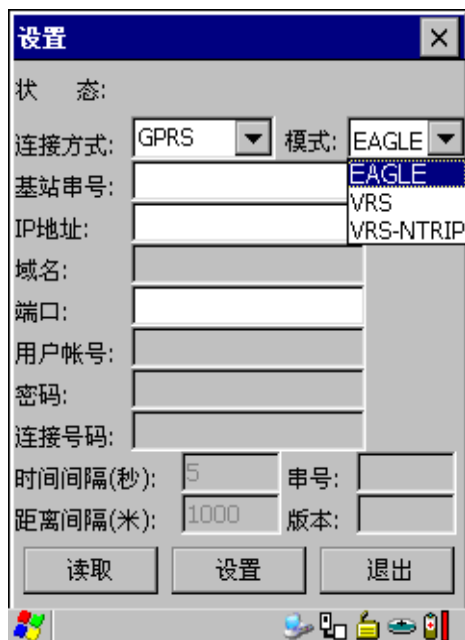 设置
状 态:
连接方式: GPRS 模式: EAGLE
EAGLE
基站串号:
VRS
IP地址: VRS-NTRIP
域名:
端口:
用户帐号:
密码:
连接号码:
时间间隔(秒): 5 串号:
距离间隔(米): 1000 版本:
读取 设置 退出